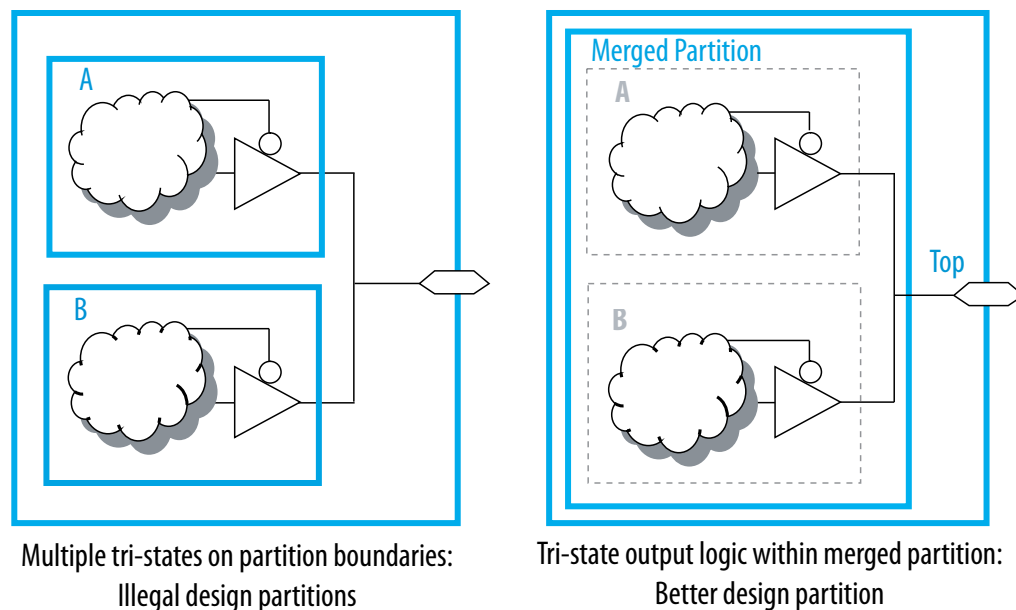 A
B
Multiple tri-states on partition boundaries:
Illegal design partitions
Merged Partition
A
B
Top
Tri-state output logic within merged partition:
Better design partition